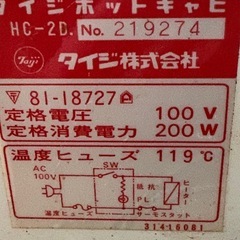 タイジホットキャビ
HC-2D. No. 219274
Taiji タイジ株式会社
81-18727
定格電圧 100V
定格消費電力 200W
温度ヒューズ 119℃
AC 100V SW 抵抗 PL ヒーター
温度ヒューズ サーモスタット
31416081